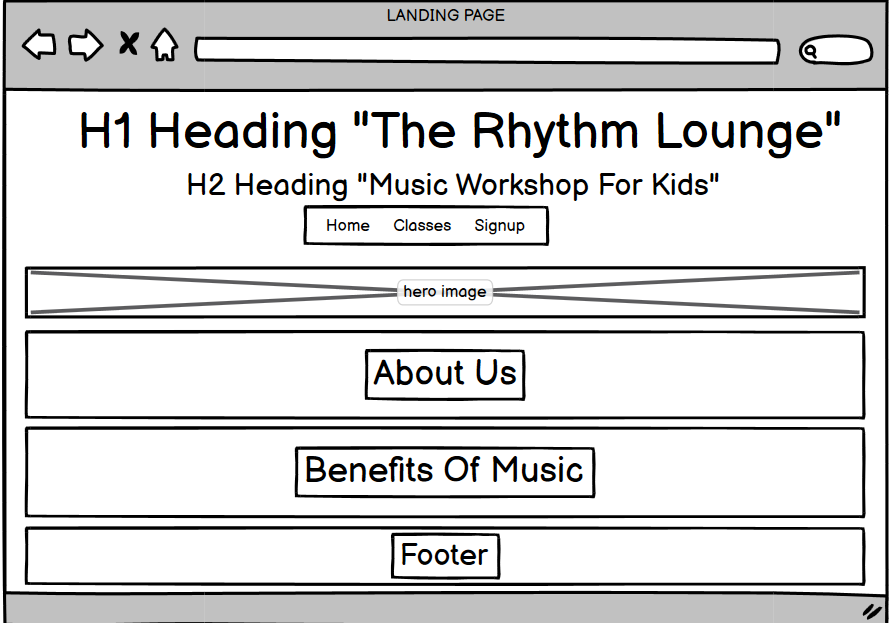 LANDING PAGE
H1 Heading "The Rhythm Lounge"
H2 Heading "Music Workshop For Kids"
Home Classes Signup
hero image
About Us
Benefits Of Music
Footer